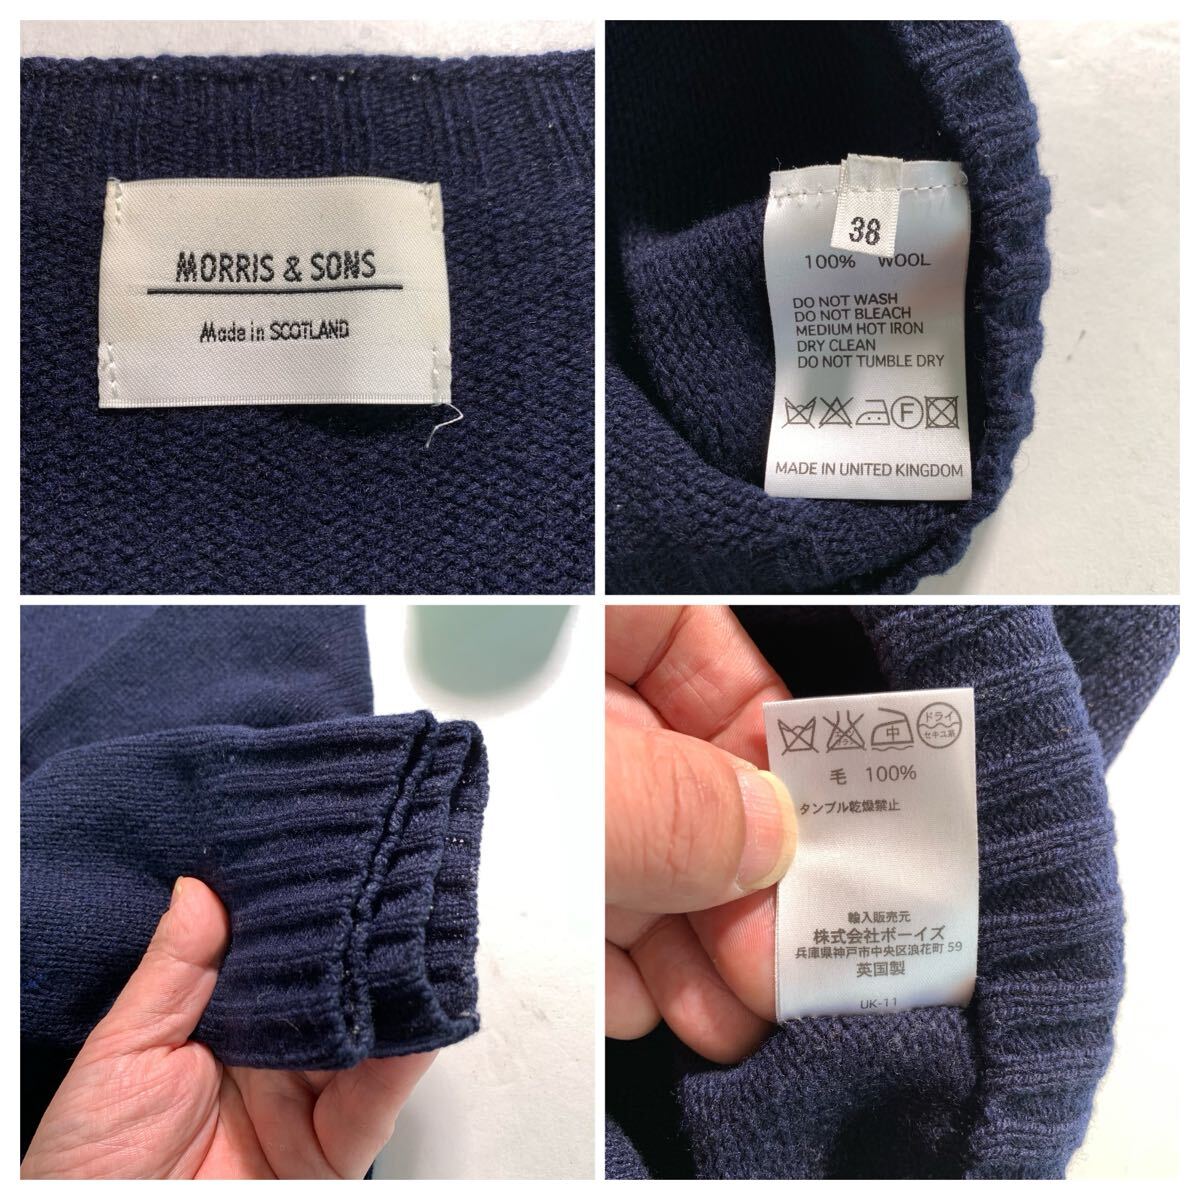 MORRIS & SONS
Made in SCOTLAND
38
100% WOOL
DO NOT WASH
DO NOT BLEACH
MEDIUM HOT IRON
DRY CLEAN
DO NOT TUMBLE DRY
F
MADE IN UNITED KINGDOM
中 ドライ
セキユ系
毛 100%
タンブル乾燥禁止
輸入販売元
株式会社ボーイズ
兵庫県神戸市中央区浪花町 59
英国製
UK-11